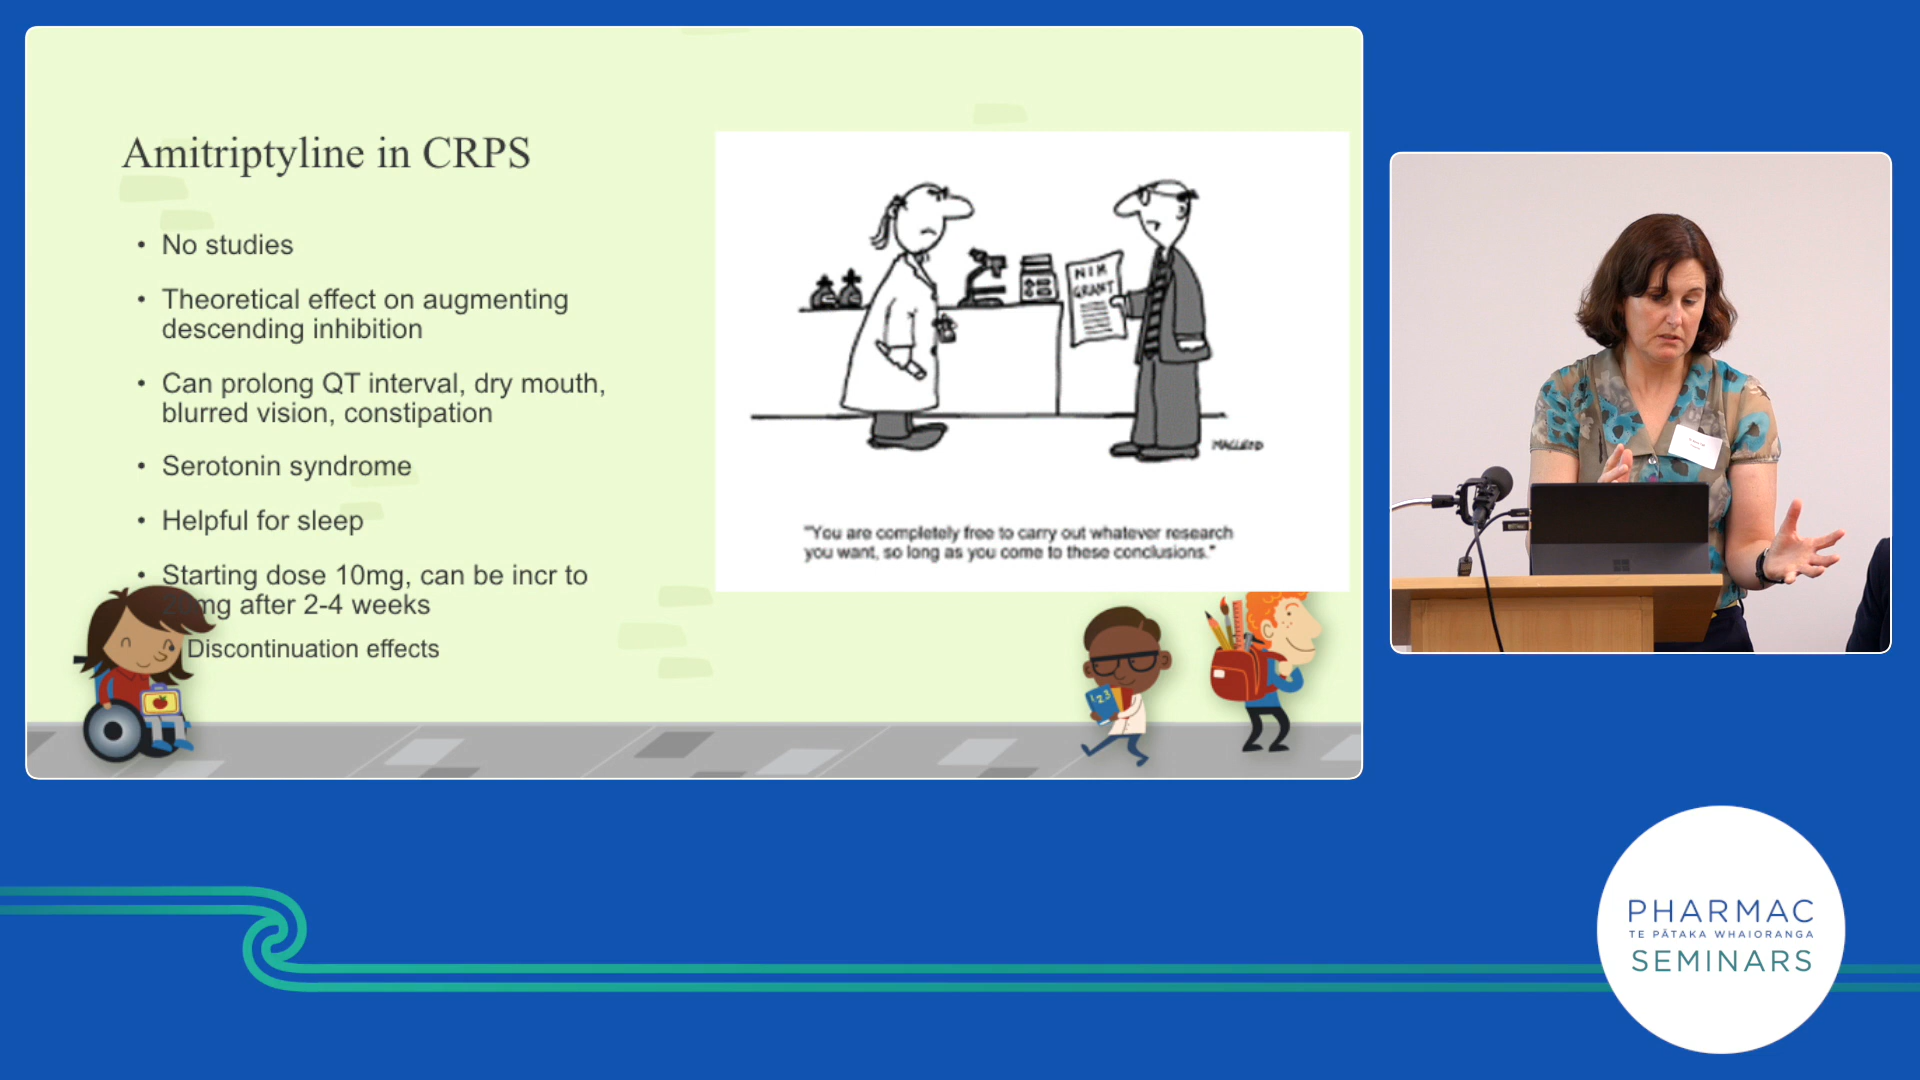 Amitriptyline in CRPS
• No studies
• Theoretical effect on augmenting
descending inhibition
• Can prolong QT interval, dry mouth,
blurred vision, constipation
• Serotonin syndrome
• Helpful for sleep
• Starting dose 10mg, can be incr to
mg after 2-4 weeks
Discontinuation effects
NIH
GRANT
MACLEOD
"You are completely free to carry out whatever research
you want, so long as you come to these conclusions."
123
PHARMAC
TE PĀTAKA WHAIORANGA
SEMINARS